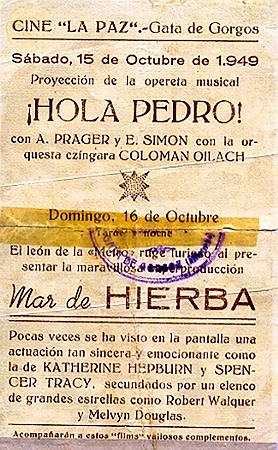 CINE "LA PAZ".-Gata de Gorgos
Sábado, 15 de Octubre de 1.949
Proyección de la opereta musical
¡HOLA PEDRO!
con A. PRAGER y E. SIMON con la or-
questa czíngara COLOMAN OILACH
Domingo, 16 de Octubre
Tarde y noche
El león de la «Metro» ruge furioso al pre-
sentar la maravillosa superproducción
Mar de HIERBA
Pocas veces se ha visto en la pantalla una
actuación tan sincera y emocionante como
la de KATHERINE HEPBURN y SPEN-
CER TRACY, secundados por un elenco
de grandes estrellas como Robert Walquer
y Melvyn Douglas.
Acompañarán a estos "films" valiosos complementos.